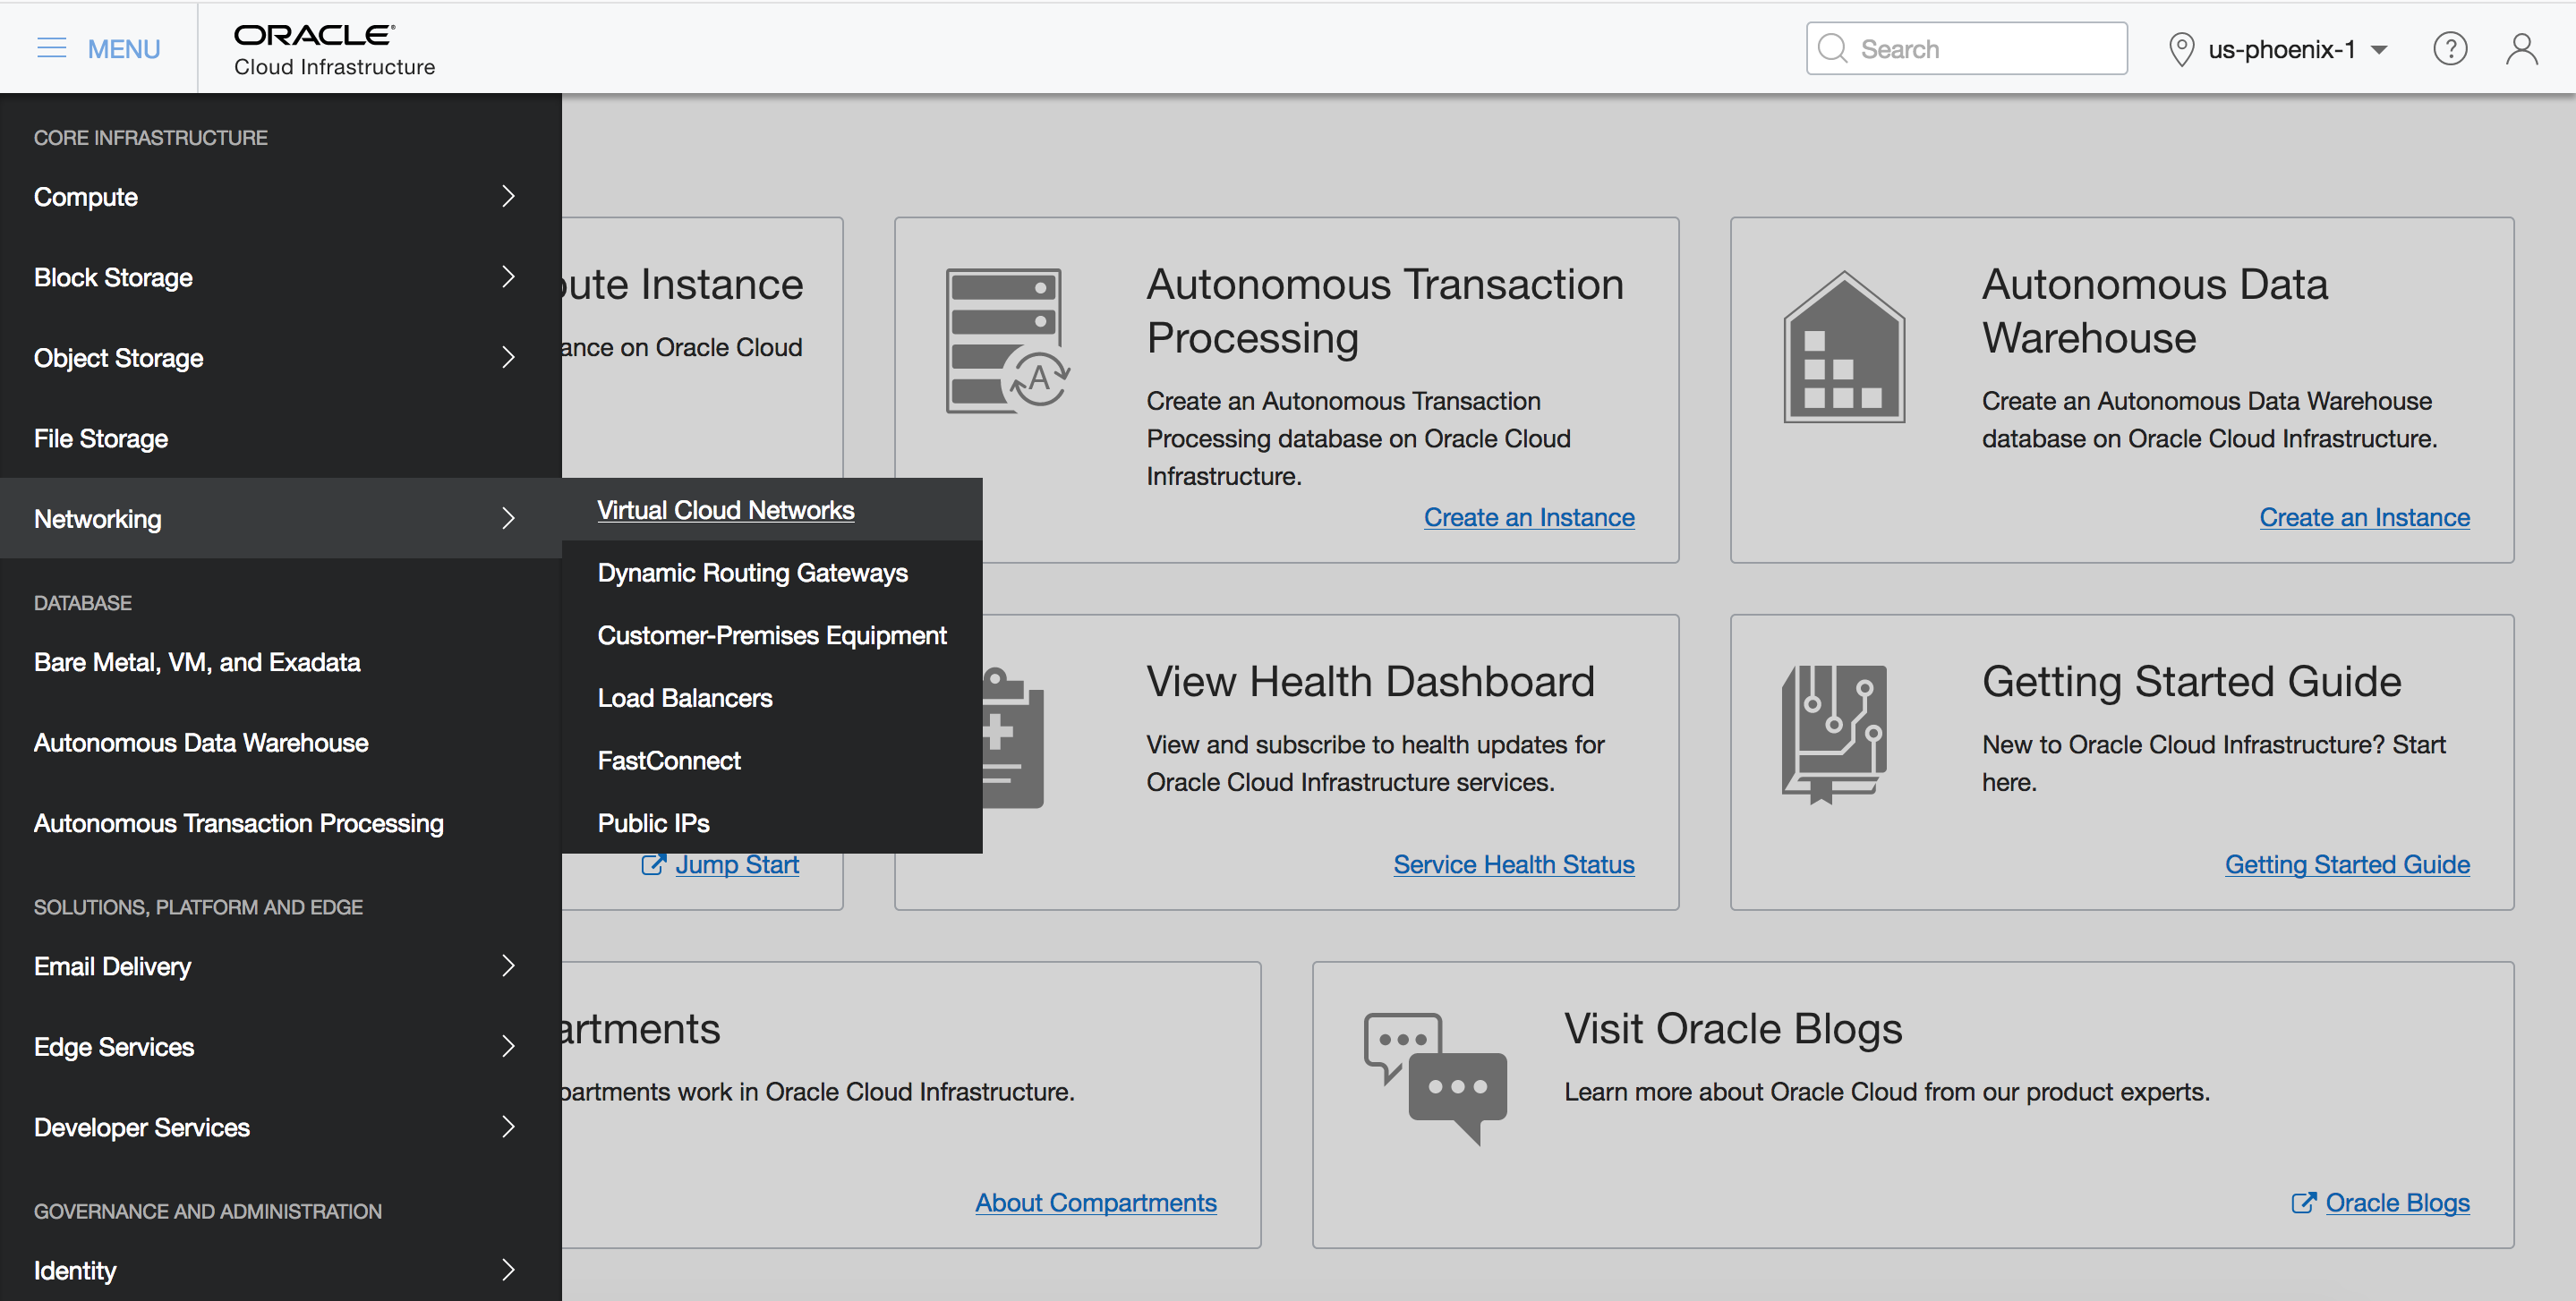 MENU
ORACLE
Cloud Infrastructure
Search
us-phoenix-1
?
CORE INFRASTRUCTURE
Compute
Block Storage
Object Storage
File Storage
Networking
DATABASE
Bare Metal, VM, and Exadata
Autonomous Data Warehouse
Autonomous Transaction Processing
SOLUTIONS, PLATFORM AND EDGE
Email Delivery
Edge Services
Developer Services
GOVERNANCE AND ADMINISTRATION
Identity
Virtual Cloud Networks
Dynamic Routing Gateways
Customer-Premises Equipment
Load Balancers
FastConnect
Public IPs
ute Instance
ance on Oracle Cloud
A
Autonomous Transaction
Processing
Create an Autonomous Transaction
Processing database on Oracle Cloud
Infrastructure.
Create an Instance
Autonomous Data
Warehouse
Create an Autonomous Data Warehouse
database on Oracle Cloud Infrastructure.
Create an Instance
Jump Start
View Health Dashboard
View and subscribe to health updates for
Oracle Cloud Infrastructure services.
Service Health Status
Getting Started Guide
New to Oracle Cloud Infrastructure? Start
here.
Getting Started Guide
artments
partments work in Oracle Cloud Infrastructure.
About Compartments
Visit Oracle Blogs
Learn more about Oracle Cloud from our product experts.
Oracle Blogs